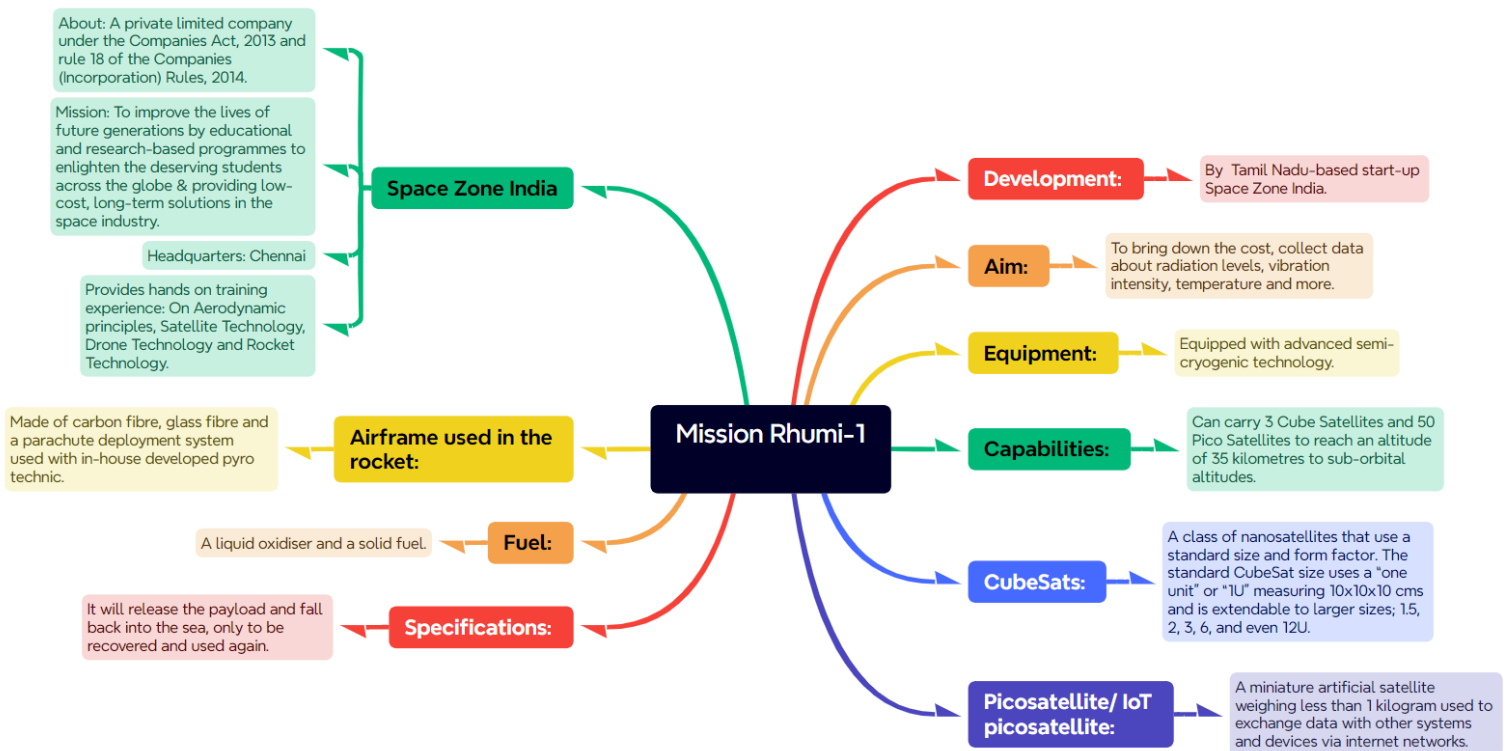 Mission Rhumi-1
Space Zone India
About: A private limited company
under the Companies Act, 2013 and
rule 18 of the Companies
(Incorporation) Rules, 2014.
Mission: To improve the lives of
future generations by educational
and research-based programmes to
enlighten the deserving students
across the globe & providing low-
cost, long-term solutions in the
space industry.
Headquarters: Chennai
Provides hands on training
experience: On Aerodynamic
principles, Satellite Technology,
Drone Technology and Rocket
Technology.
Airframe used in the
rocket:
Made of carbon fibre, glass fibre and
a parachute deployment system
used with in-house developed pyro
technic.
Fuel:
A liquid oxidiser and a solid fuel.
Specifications:
It will release the payload and fall
back into the sea, only to be
recovered and used again.
Development:
By  Tamil Nadu-based start-up
Space Zone India.
Aim:
To bring down the cost, collect data
about radiation levels, vibration
intensity, temperature and more.
Equipment:
Equipped with advanced semi-
cryogenic technology.
Capabilities:
Can carry 3 Cube Satellites and 50
Pico Satellites to reach an altitude
of 35 kilometres to sub-orbital
altitudes.
CubeSats:
A class of nanosatellites that use a
standard size and form factor. The
standard CubeSat size uses a “one
unit” or “1U” measuring 10x10x10 cms
and is extendable to larger sizes; 1.5,
2, 3, 6, and even 12U.
Picosatellite/ IoT
picosatellite:
A miniature artificial satellite
weighing less than 1 kilogram used to
exchange data with other systems
and devices via internet networks.